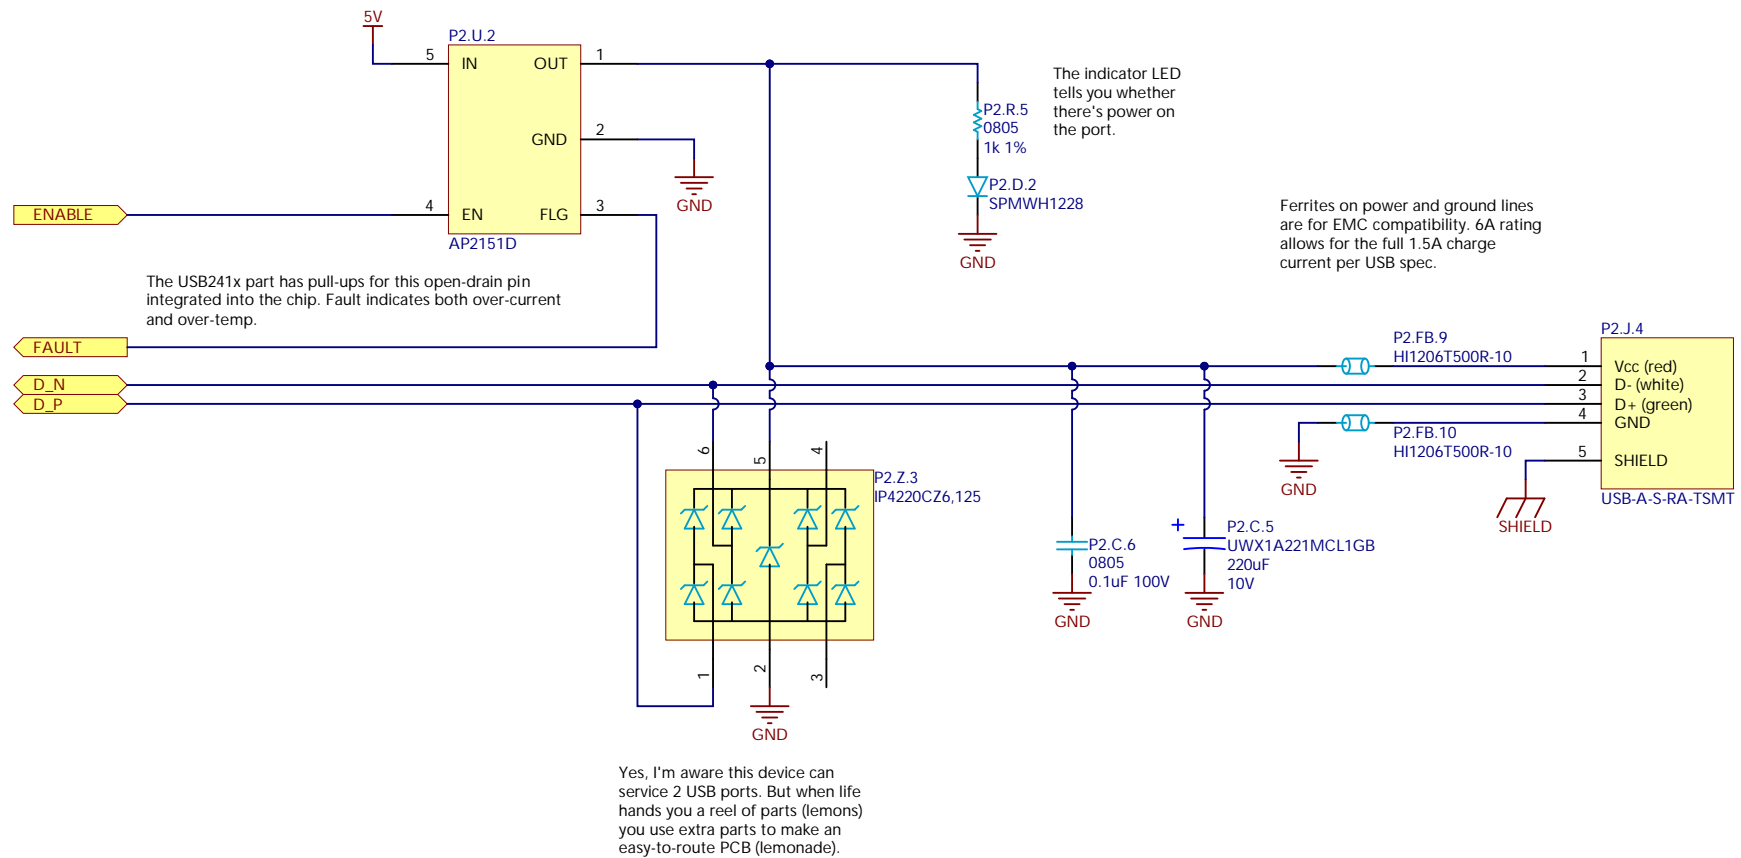 5V
P2.U.2
5
IN
OUT
1
GND
2
GND
4
EN
FLG
3
AP2151D
ENABLE
P2.R.5
0805
1k 1%
P2.D.2
SPMWH1228
GND
The indicator LED
tells you whether
there's power on
the port.
Ferrites on power and ground lines
are for EMC compatibility. 6A rating
allows for the full 1.5A charge
current per USB spec.
The USB241x part has pull-ups for this open-drain pin
integrated into the chip. Fault indicates both over-current
and over-temp.
FAULT
D_N
D_P
P2.FB.9
HI1206T500R-10
P2.J.4
1
Vcc (red)
2
D- (white)
3
D+ (green)
4
GND
5
SHIELD
USB-A-S-RA-TSMT
P2.FB.10
HI1206T500R-10
GND
SHIELD
6
5
4
P2.Z.3
IP4220CZ6,125
1
2
3
GND
P2.C.6
0805
0.1uF 100V
GND
+
P2.C.5
UWX1A221MCL1GB
220uF
10V
GND
Yes, I'm aware this device can
service 2 USB ports. But when life
hands you a reel of parts (lemons)
you use extra parts to make an
easy-to-route PCB (lemonade).